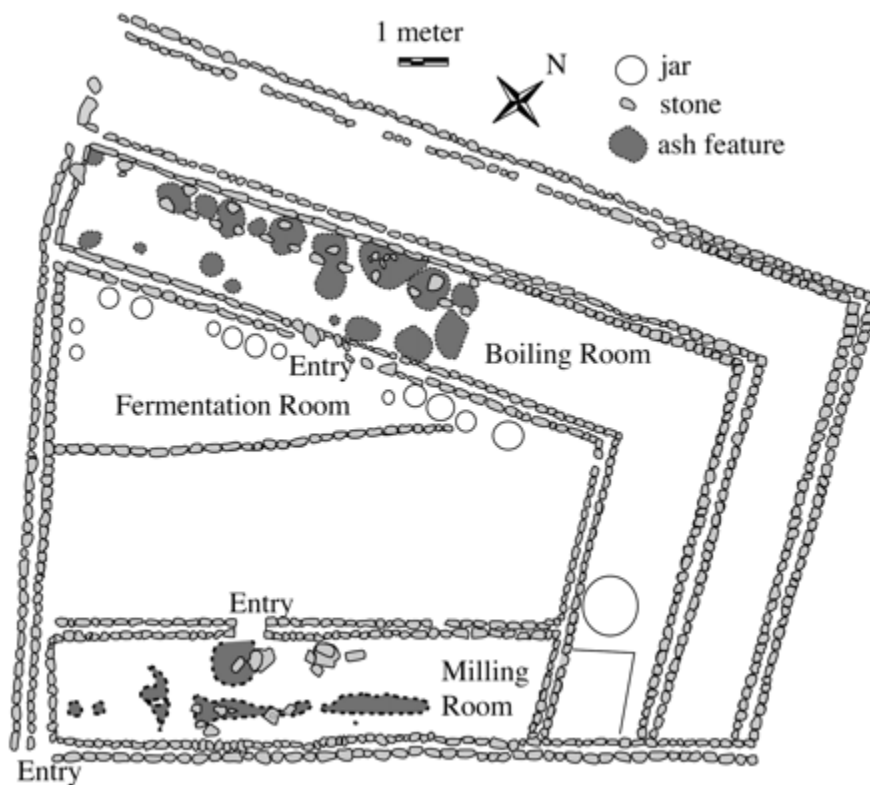 1 meter
N
jar
stone
ash feature
Boiling Room
Entry
Fermentation Room
Entry
Milling
Room
Entry